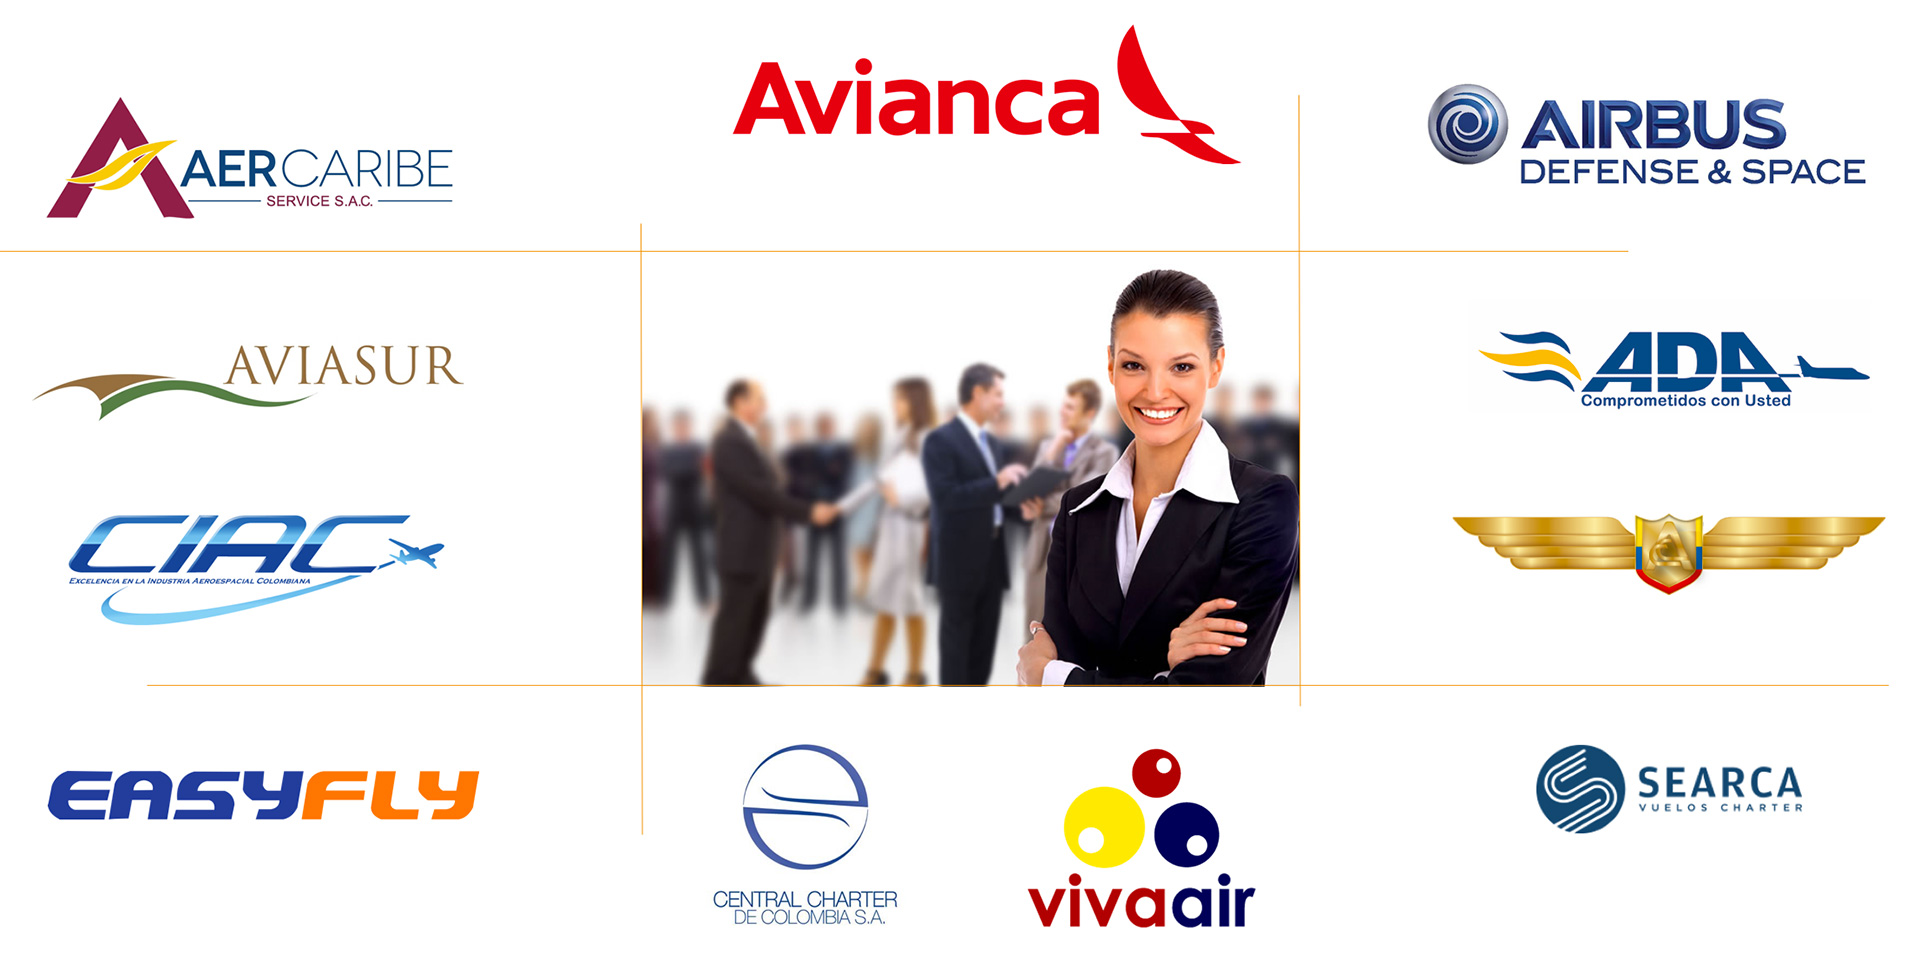 Avianca
AERCARIBE
SERVICE S.A.C.
AIRBUS
DEFENSE & SPACE
AVIASUR
ADA
Comprometidos con Usted
CIAC
EXCELENCIA EN LA INDUSTRIA AEROESPACIAL COLOMBIANA
EASYFLY
CENTRAL CHARTER
DE COLOMBIA S.A.
vivaair
SEARCA
VUELOS CHARTER